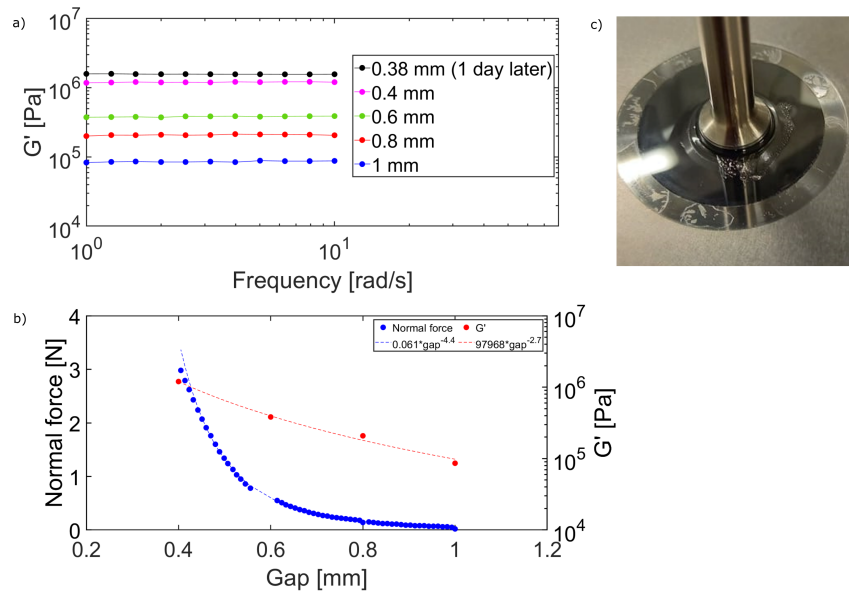 a)
10^7
10^6
10^5
10^4
G' [Pa]
10^0
10^1
Frequency [rad/s]
0.38 mm (1 day later)
0.4 mm
0.6 mm
0.8 mm
1 mm
c)
b)
4
3
2
1
0
Normal force [N]
0.2
0.4
0.6
0.8
1
1.2
Gap [mm]
Normal force
G'
0.061*gap^-4.4
97968*gap^-2.7
10^7
10^6
10^5
10^4
G' [Pa]